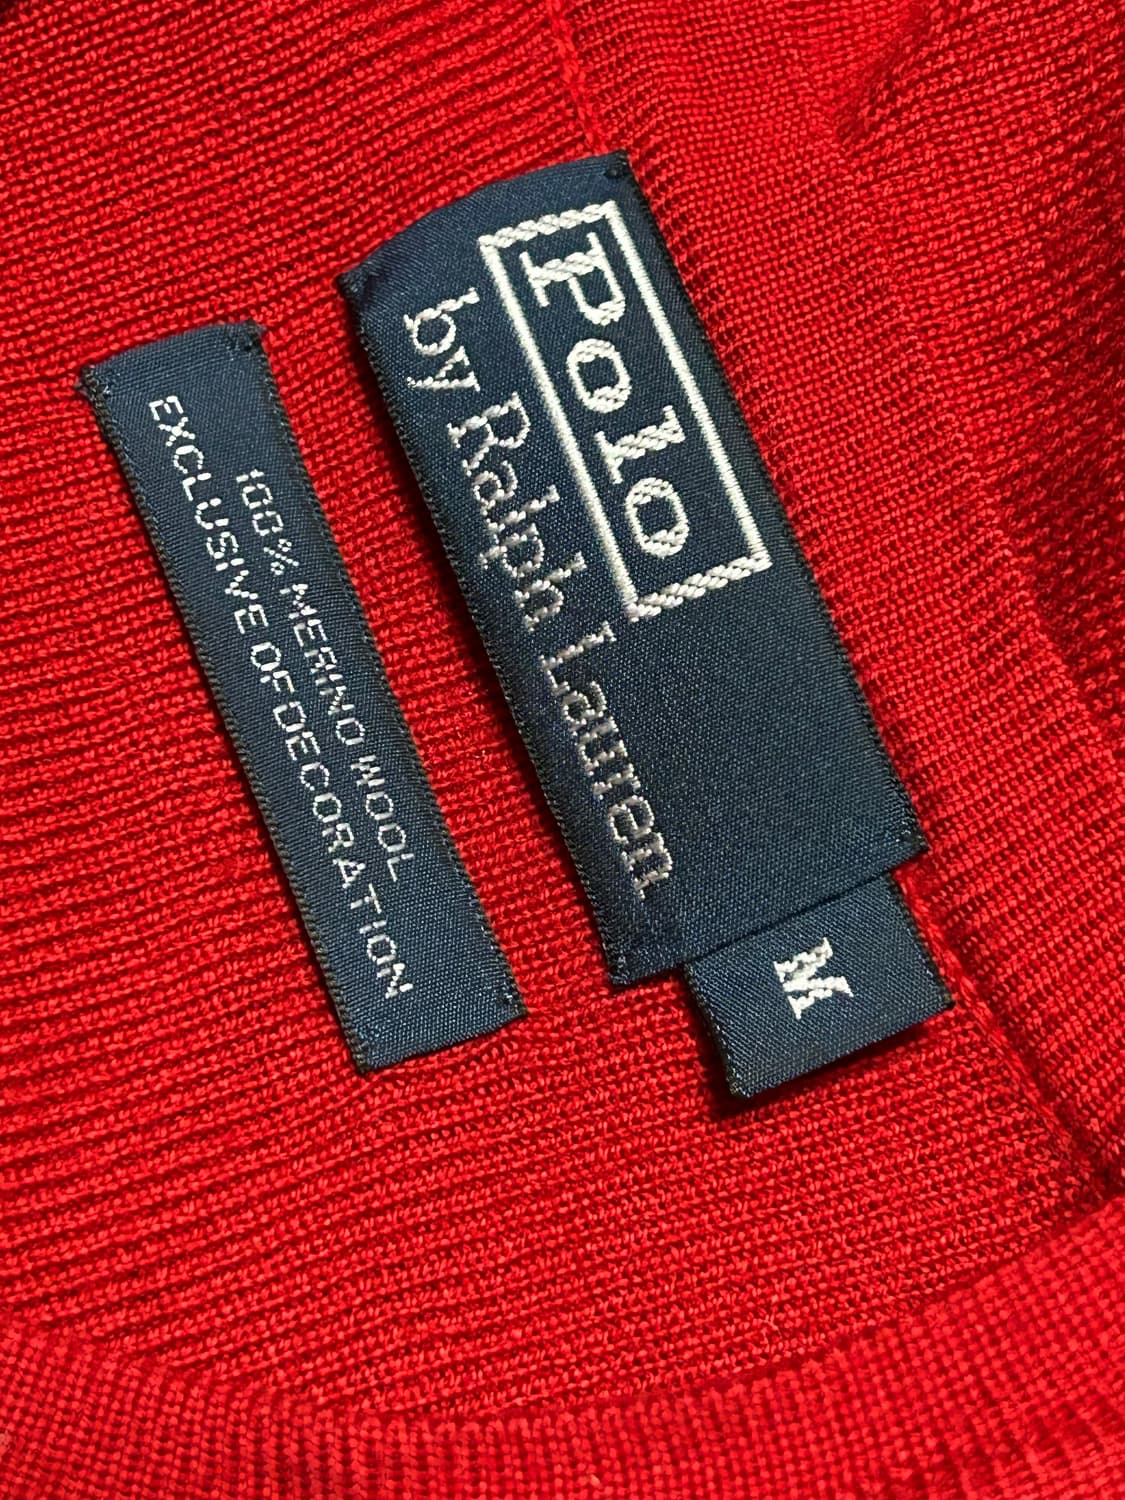 Polo
by Ralph Lauren
M
100% MERINO WOOL
EXCLUSIVE OF DECORATION